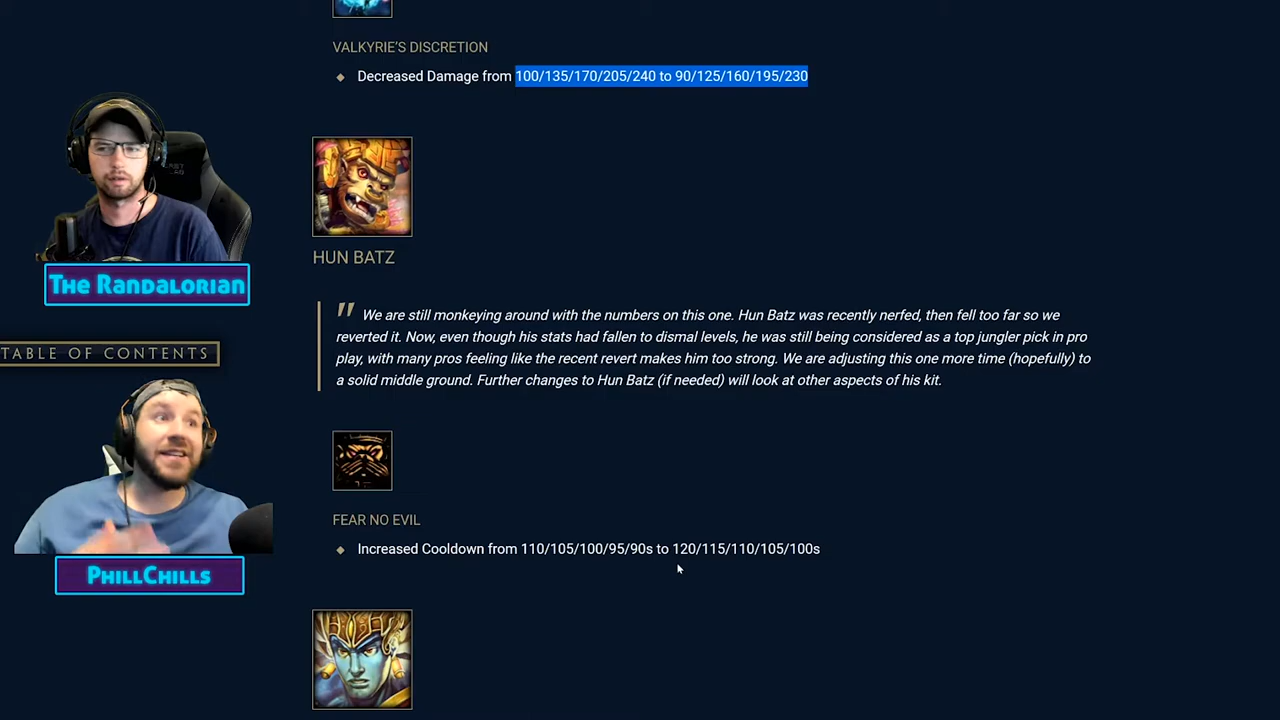 VALKYRIE'S DISCRETION
Decreased Damage from 100/135/170/205/240 to 90/125/160/195/230
The Randalorian
HUN BATZ
" We are still monkeying around with the numbers on this one. Hun Batz was recently nerfed, then fell too far so we
reverted it. Now, even though his stats had fallen to dismal levels, he was still being considered as a top jungler pick in pro
play, with many pros feeling like the recent revert makes him too strong. We are adjusting this one more time (hopefully) to
a solid middle ground. Further changes to Hun Batz (if needed) will look at other aspects of his kit.
TABLE OF CONTENTS
FEAR NO EVIL
Increased Cooldown from 110/105/100/95/90s to 120/115/110/105/100s
PhillChills